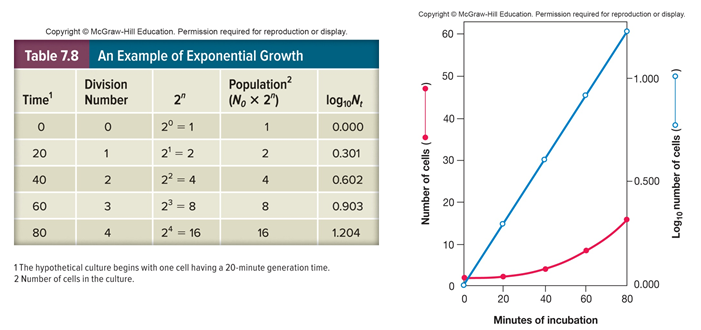 Copyright © McGraw-Hill Education. Permission required for reproduction or display.
Table 7.8 An Example of Exponential Growth
Time¹ Division Number 2ⁿ Population² (N₀ × 2ⁿ) log₁₀Nₜ
0 0 2⁰ = 1 1 0.000
20 1 2¹ = 2 2 0.301
40 2 2² = 4 4 0.602
60 3 2³ = 8 8 0.903
80 4 2⁴ = 16 16 1.204
1 The hypothetical culture begins with one cell having a 20-minute generation time.
2 Number of cells in the culture.
Copyright © McGraw-Hill Education. Permission required for reproduction or display.
Number of cells ( )
60
50
40
30
20
10
0
1.000
0.500
0.000
Log₁₀ number of cells ( )
0 20 40 60 80
Minutes of incubation